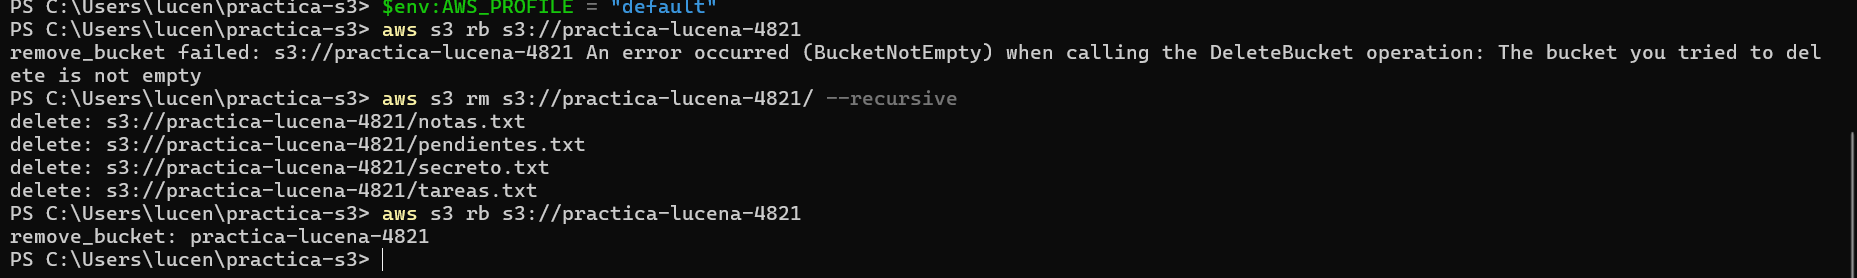 PS C:\Users\lucen\practica-s3> $env:AWS_PROFILE = "default"
PS C:\Users\lucen\practica-s3> aws s3 rb s3://practica-lucena-4821
remove_bucket failed: s3://practica-lucena-4821 An error occurred (BucketNotEmpty) when calling the DeleteBucket operation: The bucket you tried to del
ete is not empty
PS C:\Users\lucen\practica-s3> aws s3 rm s3://practica-lucena-4821/ --recursive
delete: s3://practica-lucena-4821/notas.txt
delete: s3://practica-lucena-4821/pendientes.txt
delete: s3://practica-lucena-4821/secreto.txt
delete: s3://practica-lucena-4821/tareas.txt
PS C:\Users\lucen\practica-s3> aws s3 rb s3://practica-lucena-4821
remove_bucket: practica-lucena-4821
PS C:\Users\lucen\practica-s3>